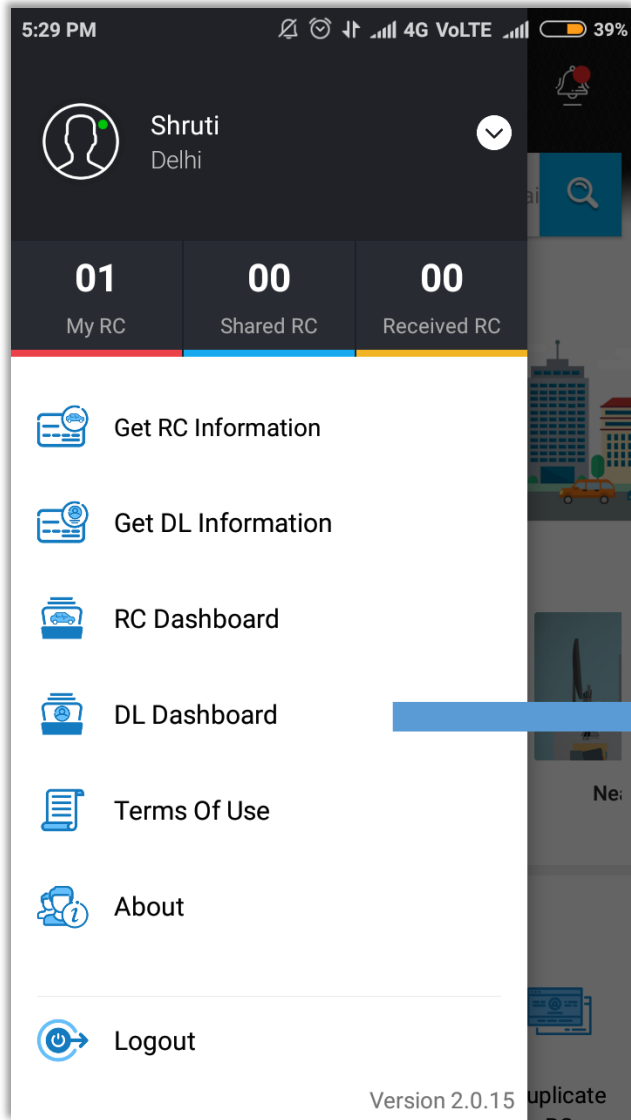 5:29 PM 4G VoLTE 39%
Shruti
Delhi
01 00 00
My RC Shared RC Received RC
Get RC Information
Get DL Information
RC Dashboard
DL Dashboard
Terms Of Use
About
Logout
Version 2.0.15
uplicate